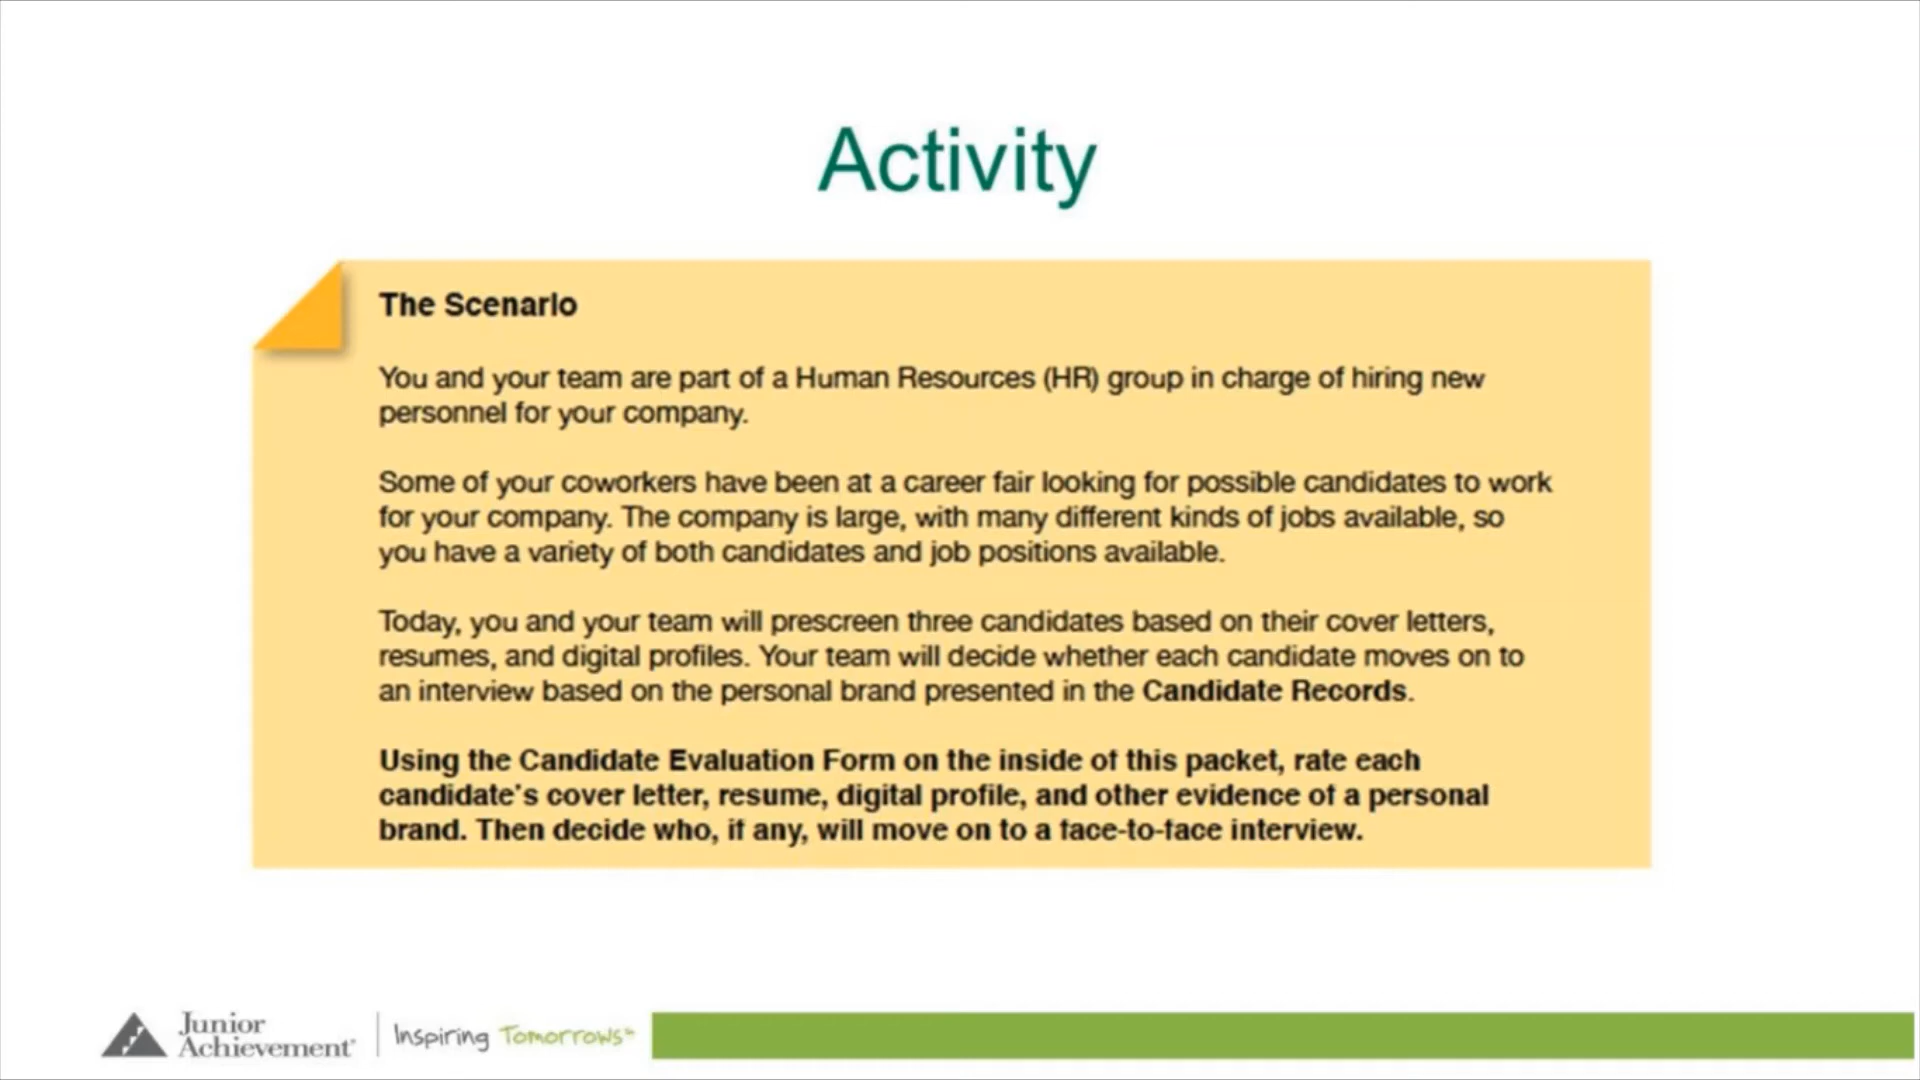 Activity
The Scenario
You and your team are part of a Human Resources (HR) group in charge of hiring new
personnel for your company.
Some of your coworkers have been at a career fair looking for possible candidates to work
for your company. The company is large, with many different kinds of jobs available, so
you have a variety of both candidates and job positions available.
Today, you and your team will prescreen three candidates based on their cover letters,
resumes, and digital profiles. Your team will decide whether each candidate moves on to
an interview based on the personal brand presented in the Candidate Records.
Using the Candidate Evaluation Form on the inside of this packet, rate each
candidate's cover letter, resume, digital profile, and other evidence of a personal
brand. Then decide who, if any, will move on to a face-to-face interview.
Junior
Achievement®
Inspiring Tomorrows℠